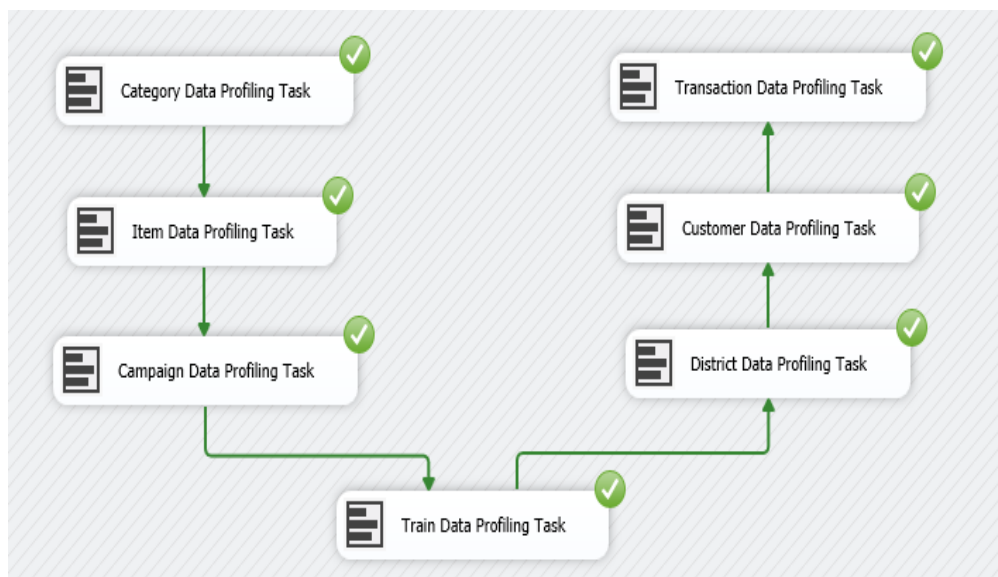 Category Data Profiling Task
Item Data Profiling Task
Campaign Data Profiling Task
Train Data Profiling Task
District Data Profiling Task
Customer Data Profiling Task
Transaction Data Profiling Task